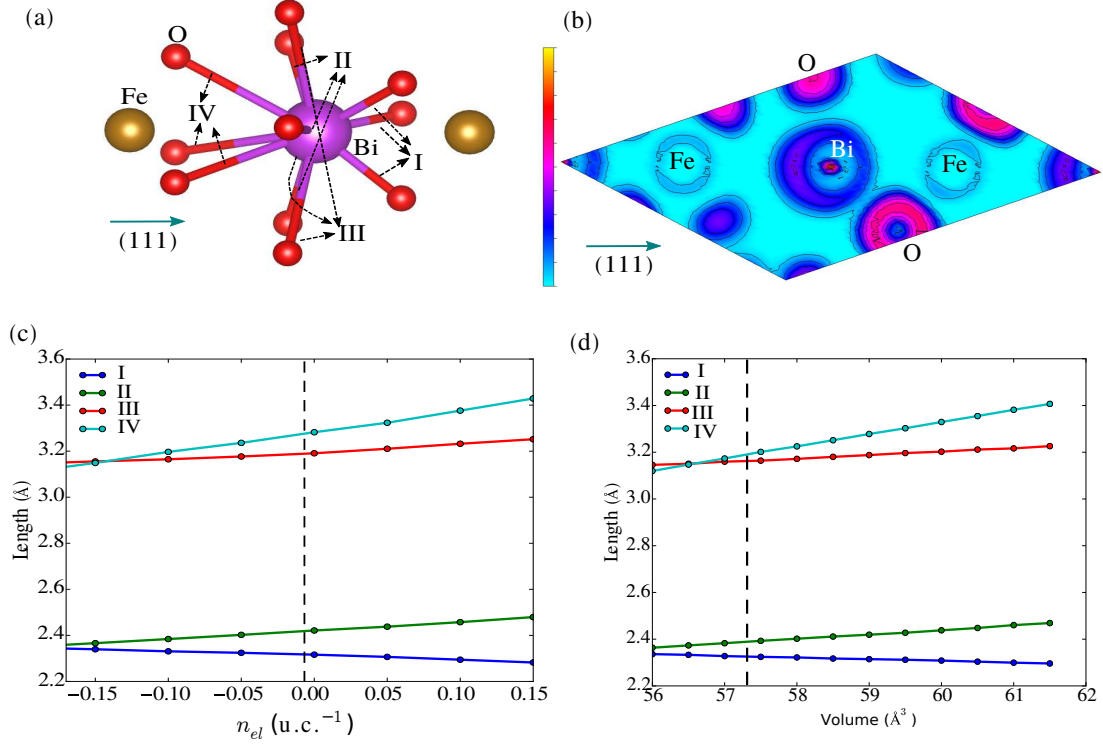 (a)
O
II
Fe
IV
Bi
I
(111)
III
(b)
O
Bi
Fe
Fe
(111)
O
(c)
3.6
3.4
3.2
3.0
2.8
2.6
2.4
2.2
Length (Å)
I
II
III
IV
−0.15 −0.10 −0.05 0.00 0.05 0.10 0.15
n_el (u.c.⁻¹)
(d)
3.6
3.4
3.2
3.0
2.8
2.6
2.4
2.2
Length (Å)
I
II
III
IV
56 57 58 59 60 61 62
Volume (Å³)